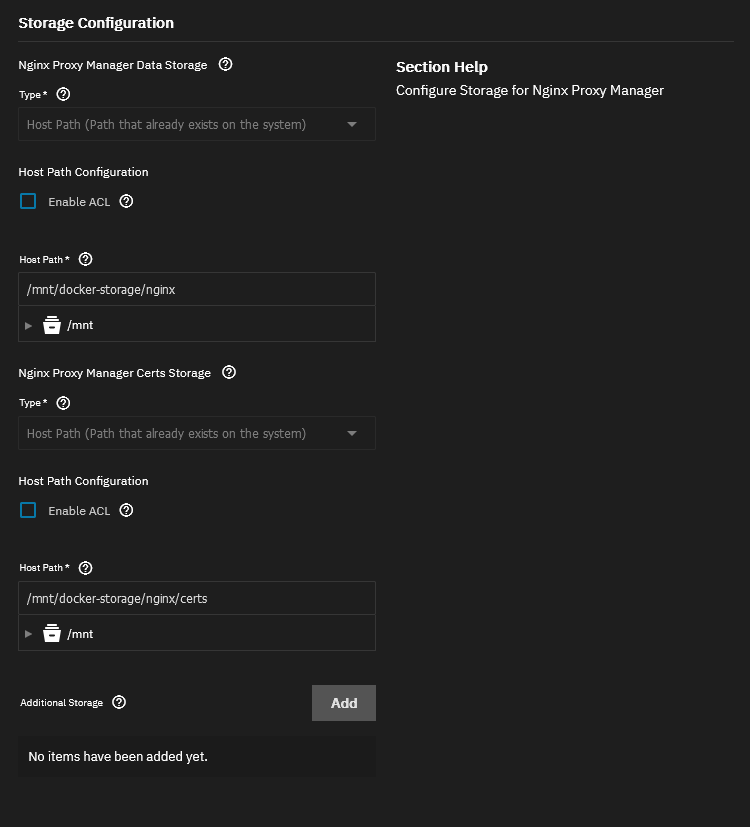 Storage Configuration
Nginx Proxy Manager Data Storage
Type *
Host Path (Path that already exists on the system)
Host Path Configuration
Enable ACL
Host Path *
/mnt/docker-storage/nginx
/mnt
Nginx Proxy Manager Certs Storage
Type *
Host Path (Path that already exists on the system)
Host Path Configuration
Enable ACL
Host Path *
/mnt/docker-storage/nginx/certs
/mnt
Additional Storage
Add
No items have been added yet.
Section Help
Configure Storage for Nginx Proxy Manager